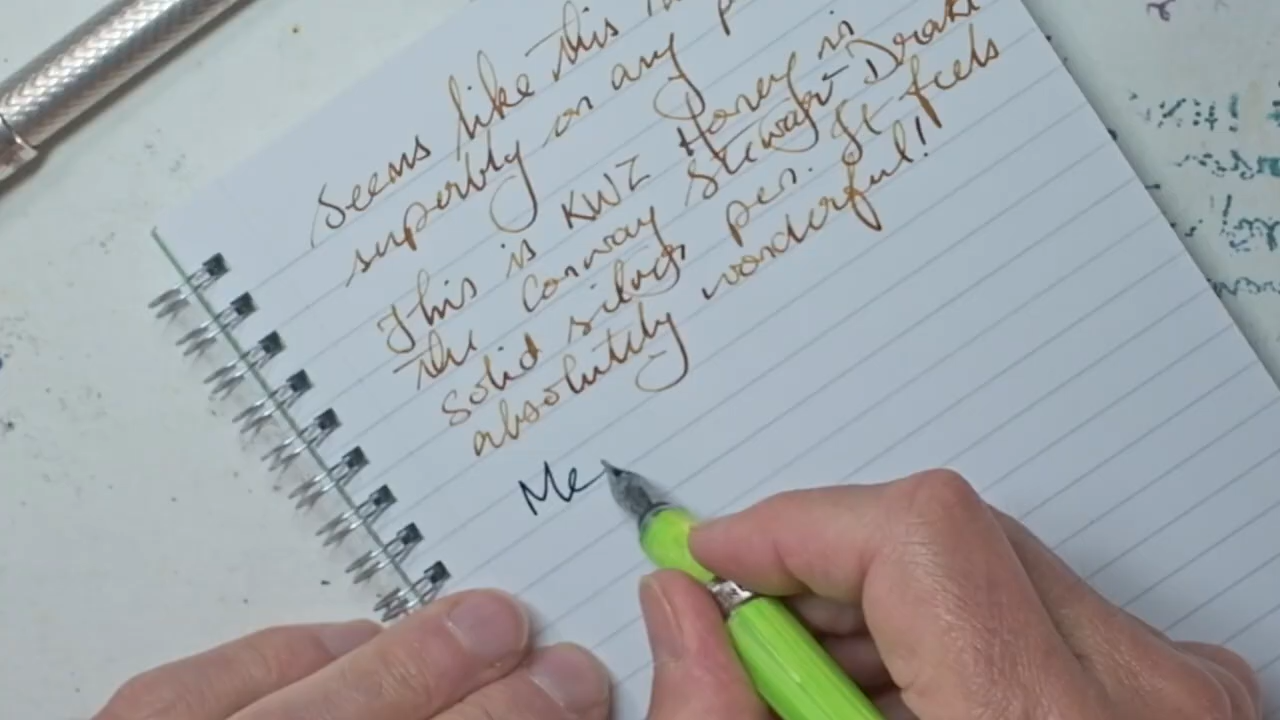 Seems like this
superbly on any
This is KWZ Honey in
the Conway Stewart Drake
solid silver pen. It feels
absolutely wonderful!
Me